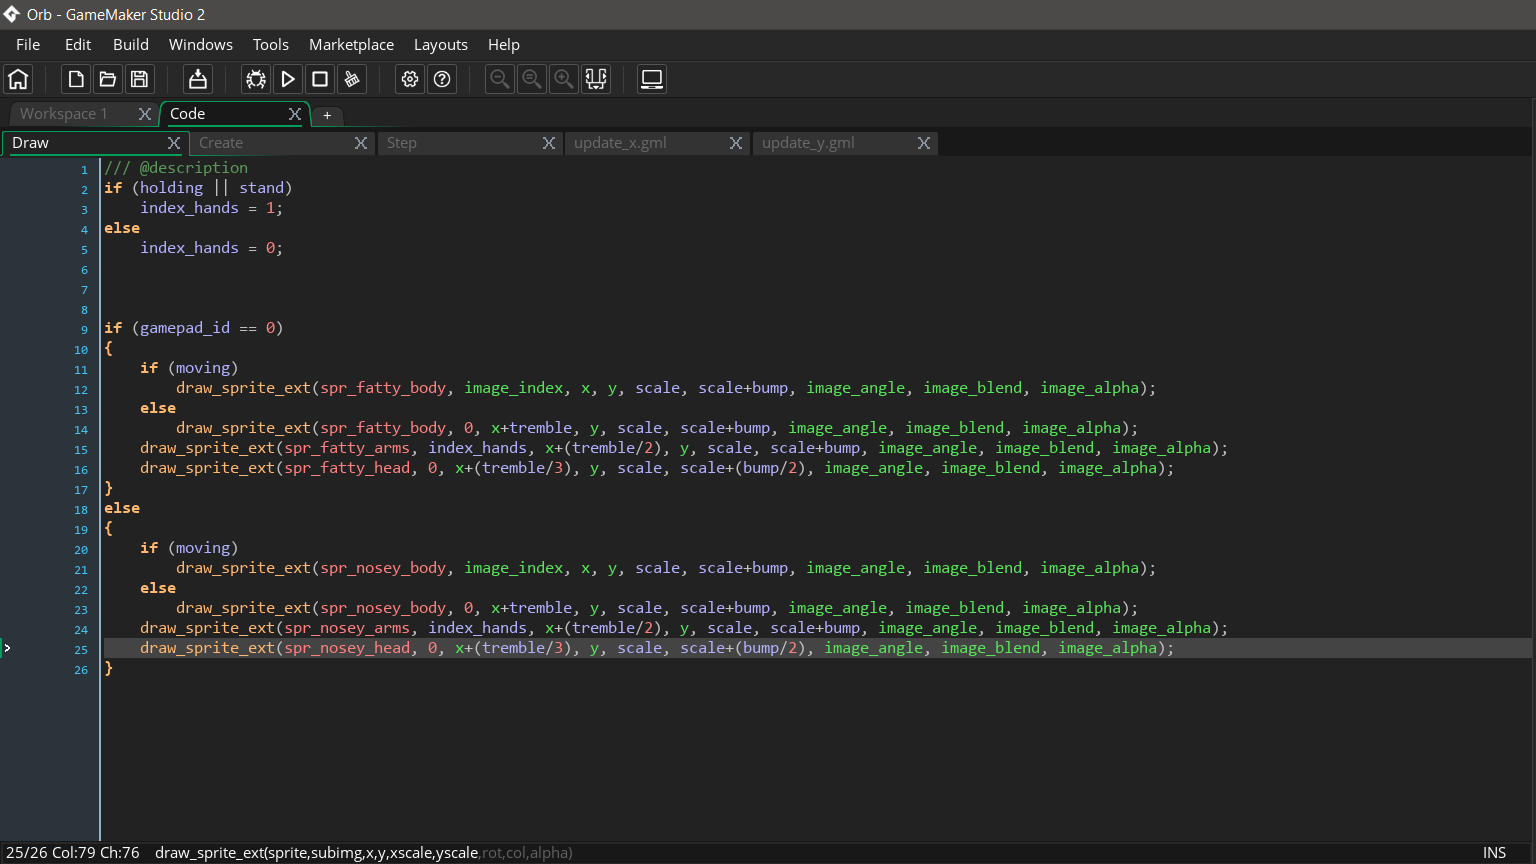 Orb - GameMaker Studio 2
File Edit Build Windows Tools Marketplace Layouts Help
Workspace 1 X Code X +
Draw X Create X Step X update_x.gml X update_y.gml X
1 /// @description
2 if (holding || stand)
3     index_hands = 1;
4 else
5     index_hands = 0;
6
7
8
9 if (gamepad_id == 0)
10 {
11     if (moving)
12         draw_sprite_ext(spr_fatty_body, image_index, x, y, scale, scale+bump, image_angle, image_blend, image_alpha);
13     else
14         draw_sprite_ext(spr_fatty_body, 0, x+tremble, y, scale, scale+bump, image_angle, image_blend, image_alpha);
15     draw_sprite_ext(spr_fatty_arms, index_hands, x+(tremble/2), y, scale, scale+bump, image_angle, image_blend, image_alpha);
16     draw_sprite_ext(spr_fatty_head, 0, x+(tremble/3), y, scale, scale+(bump/2), image_angle, image_blend, image_alpha);
17 }
18 else
19 {
20     if (moving)
21         draw_sprite_ext(spr_nosey_body, image_index, x, y, scale, scale+bump, image_angle, image_blend, image_alpha);
22     else
23         draw_sprite_ext(spr_nosey_body, 0, x+tremble, y, scale, scale+bump, image_angle, image_blend, image_alpha);
24     draw_sprite_ext(spr_nosey_arms, index_hands, x+(tremble/2), y, scale, scale+bump, image_angle, image_blend, image_alpha);
25     draw_sprite_ext(spr_nosey_head, 0, x+(tremble/3), y, scale, scale+(bump/2), image_angle, image_blend, image_alpha);
26 }
25/26 Col:79 Ch:76 draw_sprite_ext(sprite,subimg,x,y,xscale,yscale,rot,col,alpha) INS